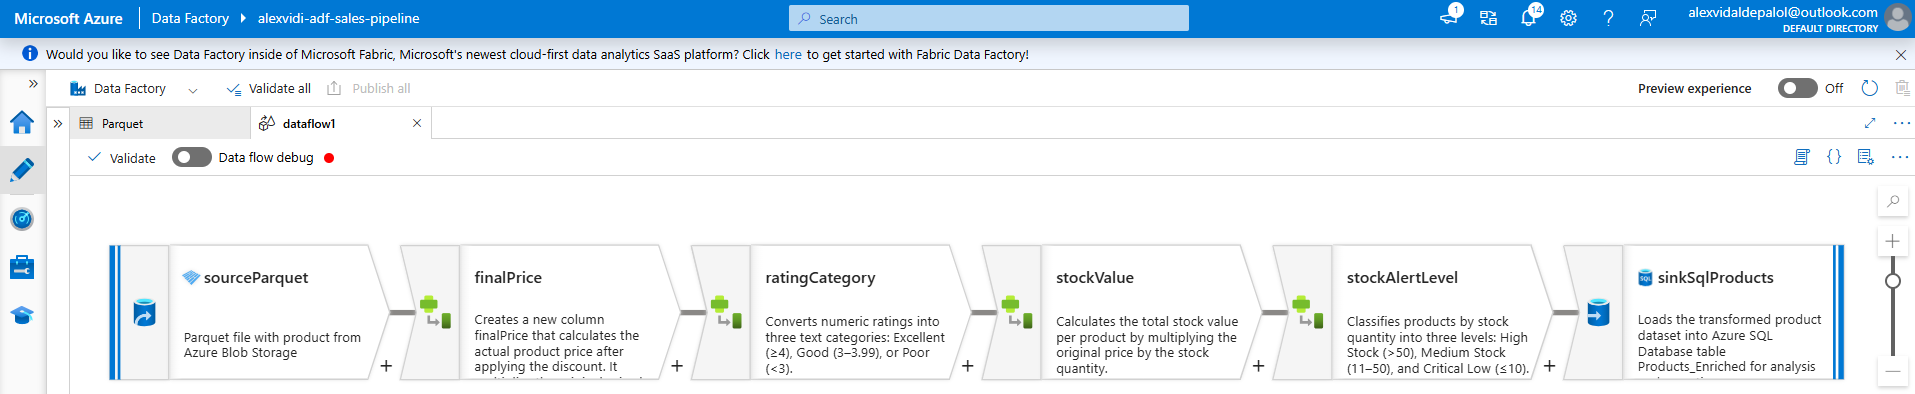 Microsoft Azure
Data Factory
alexvidi-adf-sales-pipeline
Search
1
14
alexvidaldepalol@outlook.com
DEFAULT DIRECTORY
Would you like to see Data Factory inside of Microsoft Fabric, Microsoft's newest cloud-first data analytics SaaS platform? Click here to get started with Fabric Data Factory!
Data Factory
Validate all
Publish all
Preview experience
Off
Parquet
dataflow1
Validate
Data flow debug
sourceParquet
Parquet file with product from
Azure Blob Storage
finalPrice
Creates a new column
finalPrice that calculates the
actual product price after
applying the discount. It
ratingCategory
Converts numeric ratings into
three text categories: Excellent
(≥4), Good (3–3.99), or Poor
(<3).
stockValue
Calculates the total stock value
per product by multiplying the
original price by the stock
quantity.
stockAlertLevel
Classifies products by stock
quantity into three levels: High
Stock (>50), Medium Stock
(11–50), and Critical Low (≤10).
SQL
sinkSqlProducts
Loads the transformed product
dataset into Azure SQL
Database table
Products_Enriched for analysis